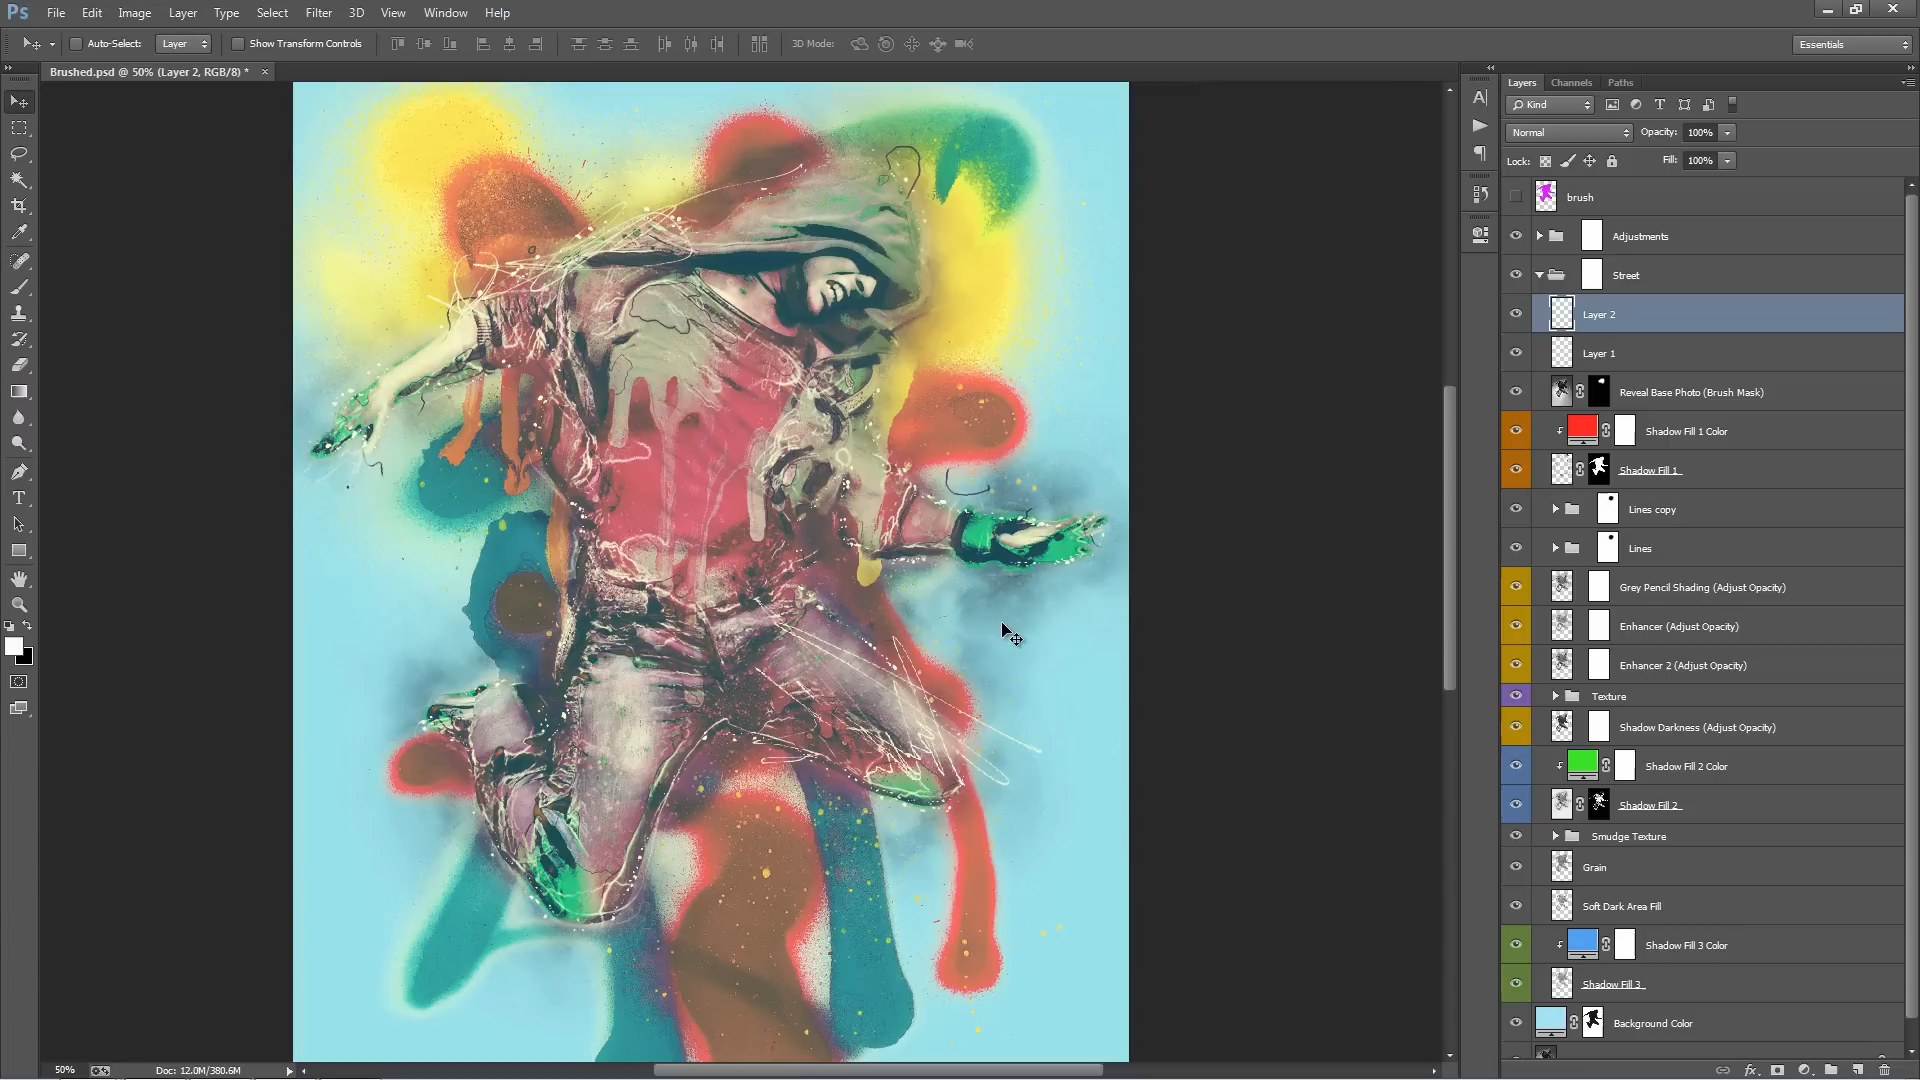 Ps File Edit Image Layer Type Select Filter 3D View Window Help
Auto-Select: Layer Show Transform Controls 3D Mode: Essentials
Brushed.psd @ 50% (Layer 2, RGB/8) * ×
Layers Channels Paths
Kind
Normal Opacity: 100%
Lock: Fill: 100%
brush
Adjustments
Street
Layer 2
Layer 1
Reveal Base Photo (Brush Mask)
Shadow Fill 1 Color
Shadow Fill 1
Lines copy
Lines
Grey Pencil Shading (Adjust Opacity)
Enhancer (Adjust Opacity)
Enhancer 2 (Adjust Opacity)
Texture
Shadow Darkness (Adjust Opacity)
Shadow Fill 2 Color
Shadow Fill 2
Smudge Texture
Grain
Soft Dark Area Fill
Shadow Fill 3 Color
Shadow Fill 3
Background Color
50% Doc: 12.0M/380.6M